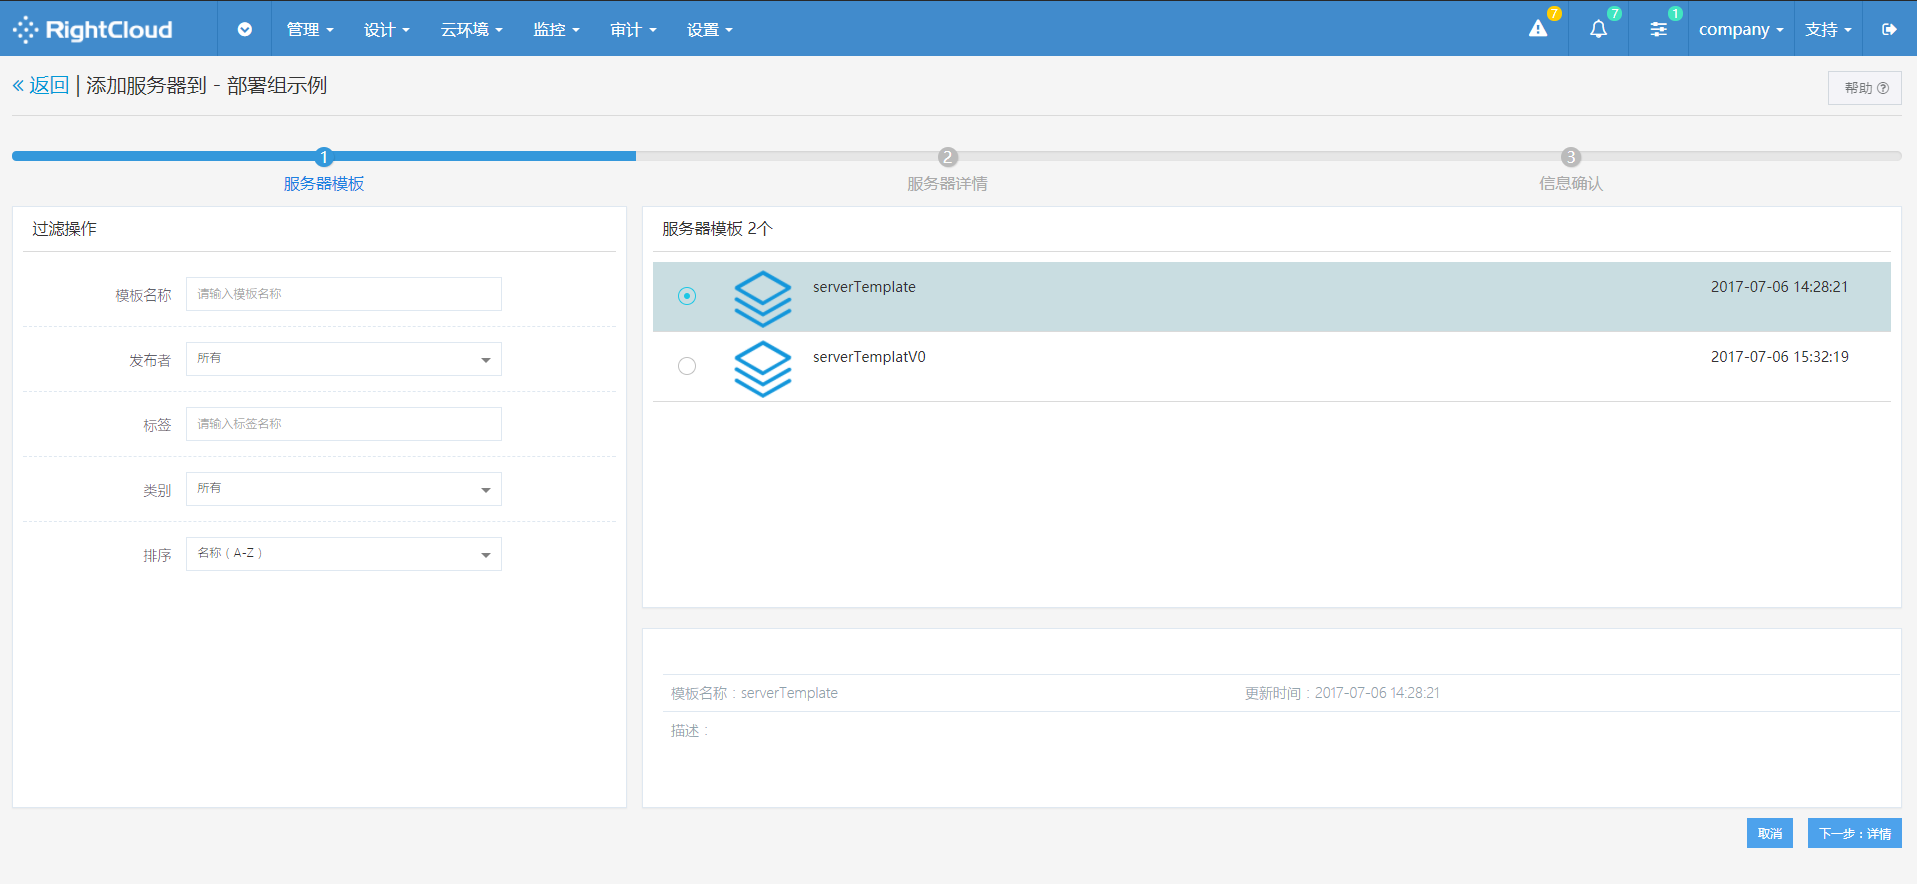 RightCloud 管理 设计 云环境 监控 审计 设置 7 7 1 company 支持
« 返回 | 添加服务器到 - 部署组示例 帮助
1 2 3
服务器模板 服务器详情 信息确认
过滤操作
模板名称 请输入模板名称
发布者 所有
标签 请输入标签名称
类别 所有
排序 名称（A-Z）
服务器模板 2个
serverTemplate 2017-07-06 14:28:21
serverTemplatV0 2017-07-06 15:32:19
模板名称：serverTemplate 更新时间：2017-07-06 14:28:21
描述：
取消 下一步：详情